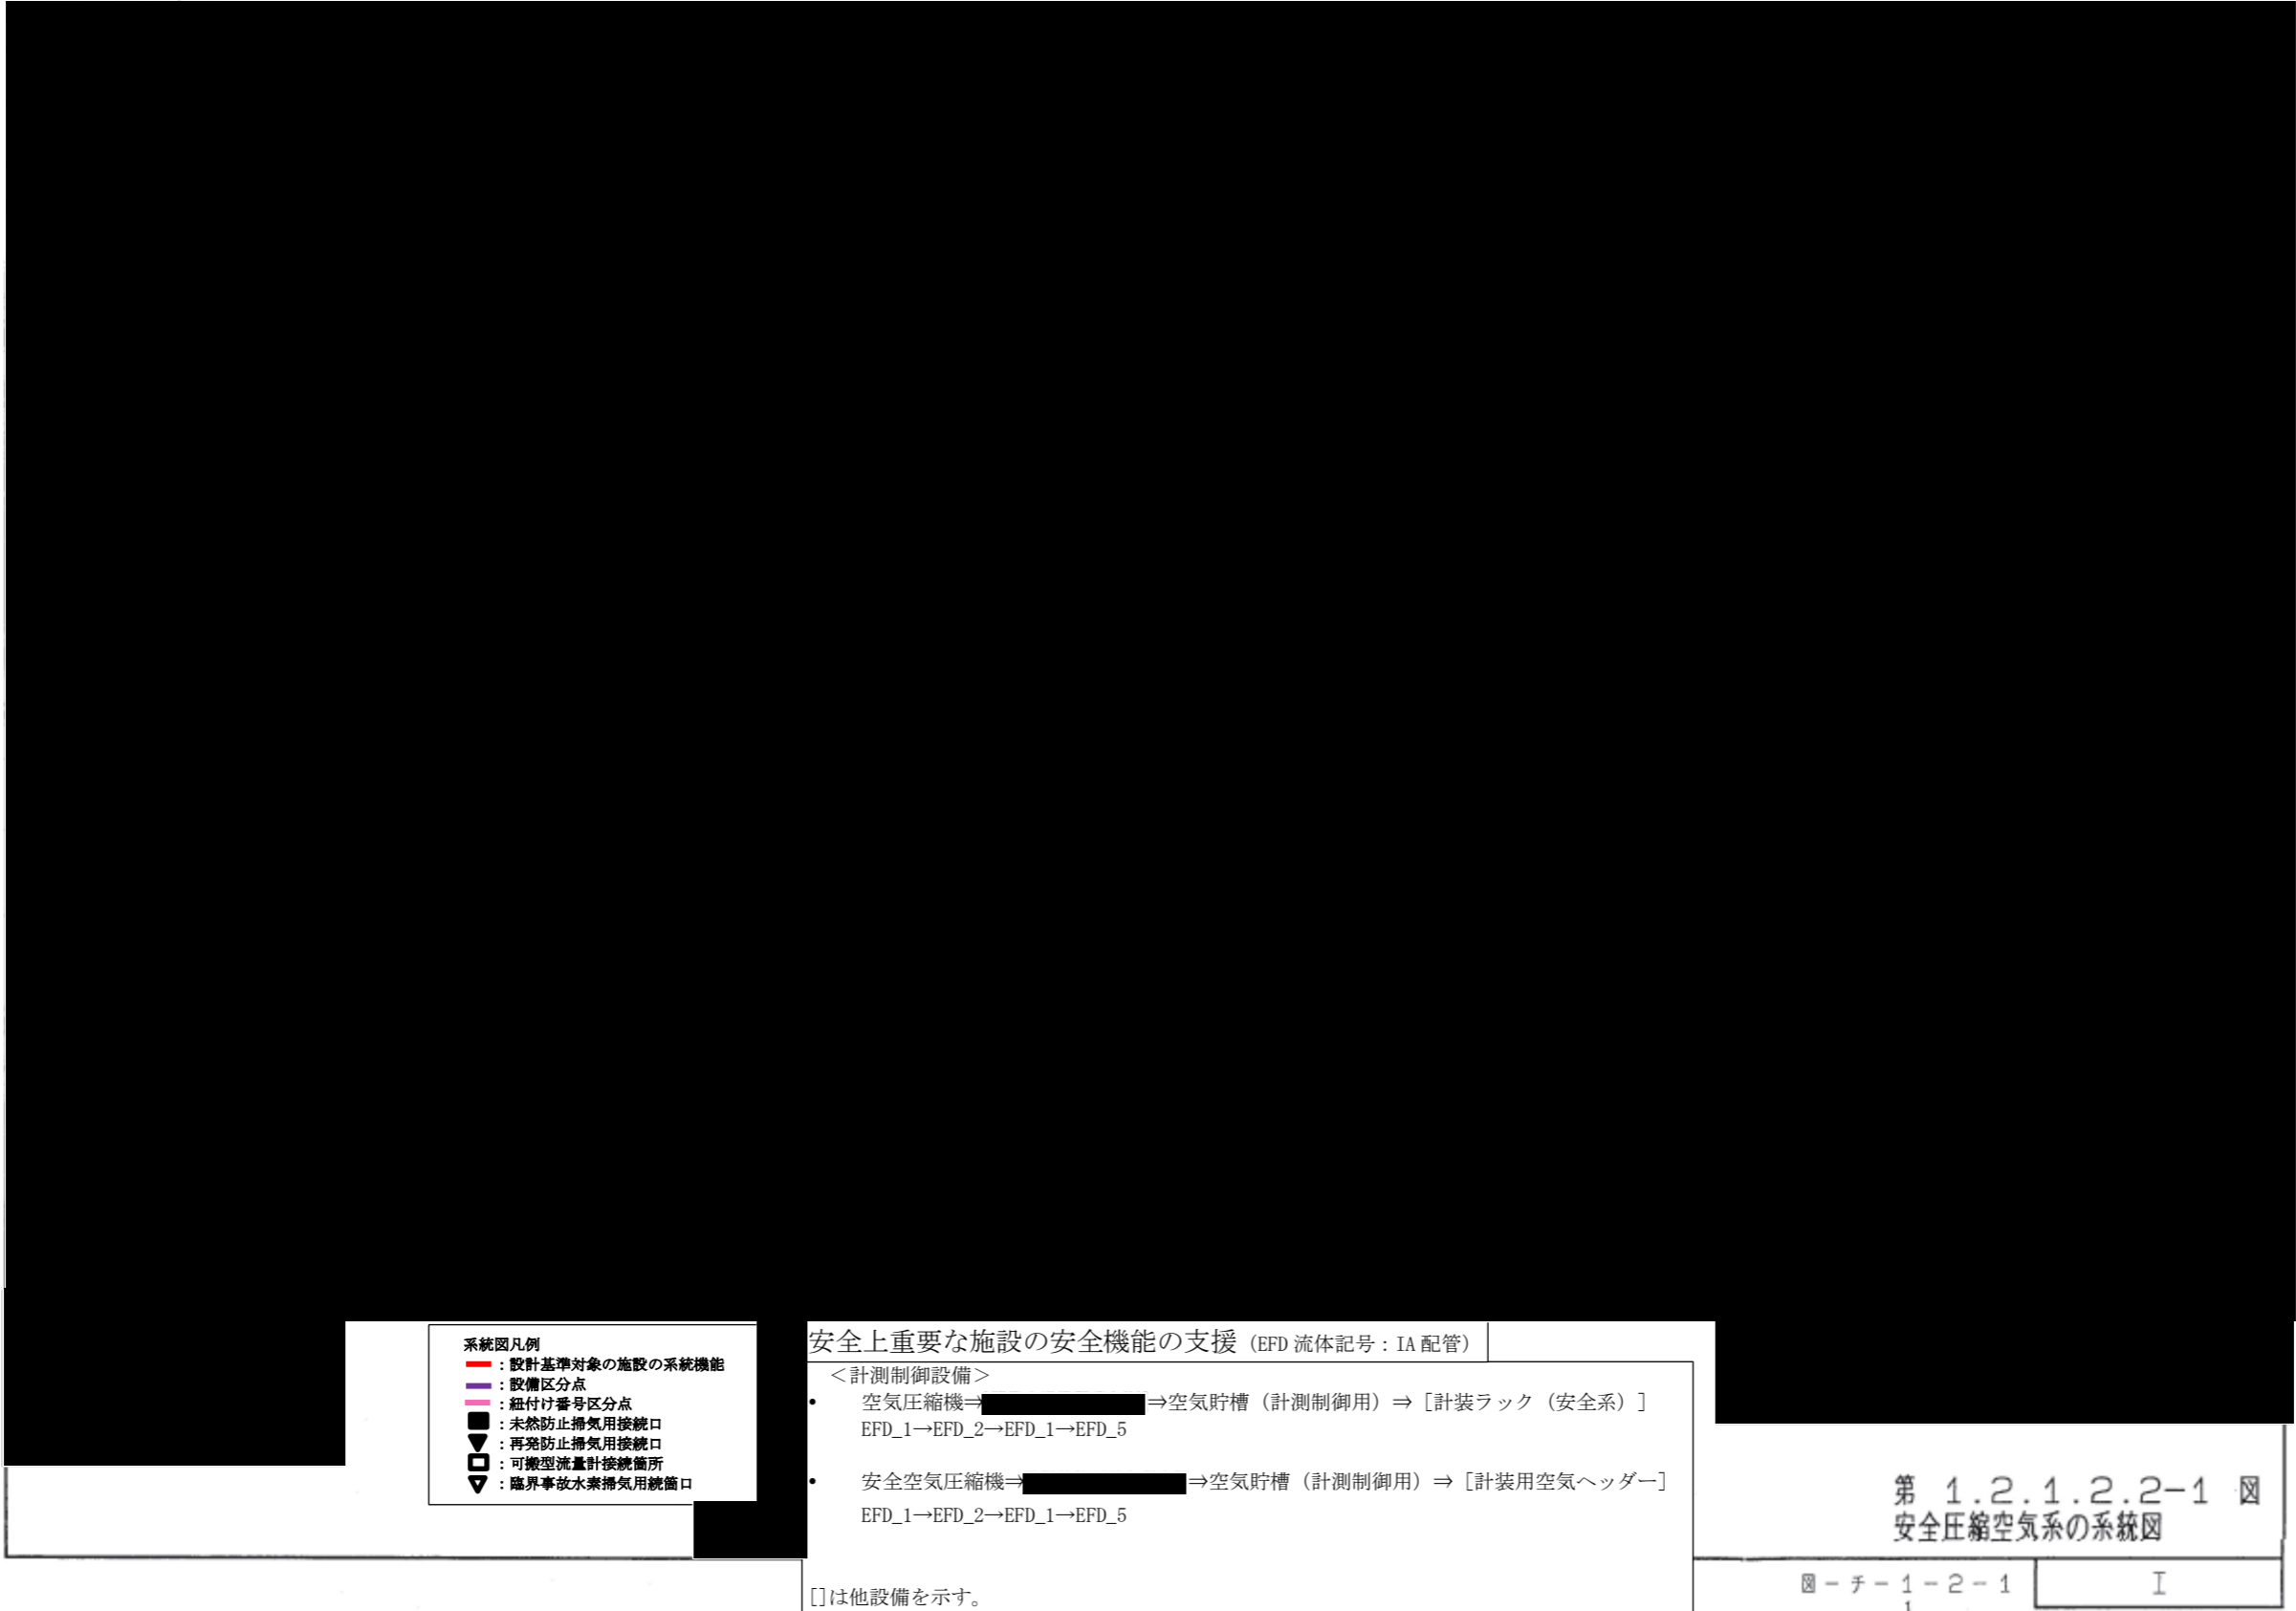 系統図凡例
：設計基準対象の施設の系統機能
：設備区分点
：紐付け番号区分点
：未然防止掃気用接続口
：再発防止掃気用接続口
：可搬型流量計接続箇所
：臨界事故水素掃気用続箇口
安全上重要な施設の安全機能の支援（EFD 流体記号：IA 配管）
＜計測制御設備＞
• 空気圧縮機⇒ ⇒空気貯槽（計測制御用）⇒［計装ラック（安全系）］
EFD_1→EFD_2→EFD_1→EFD_5
• 安全空気圧縮機⇒ ⇒空気貯槽（計測制御用）⇒［計装用空気ヘッダー］
EFD_1→EFD_2→EFD_1→EFD_5
[]は他設備を示す。
第 1.2.1.2.2-1 図
安全圧縮空気系の系統図
図－チ－1－2－1
1
I